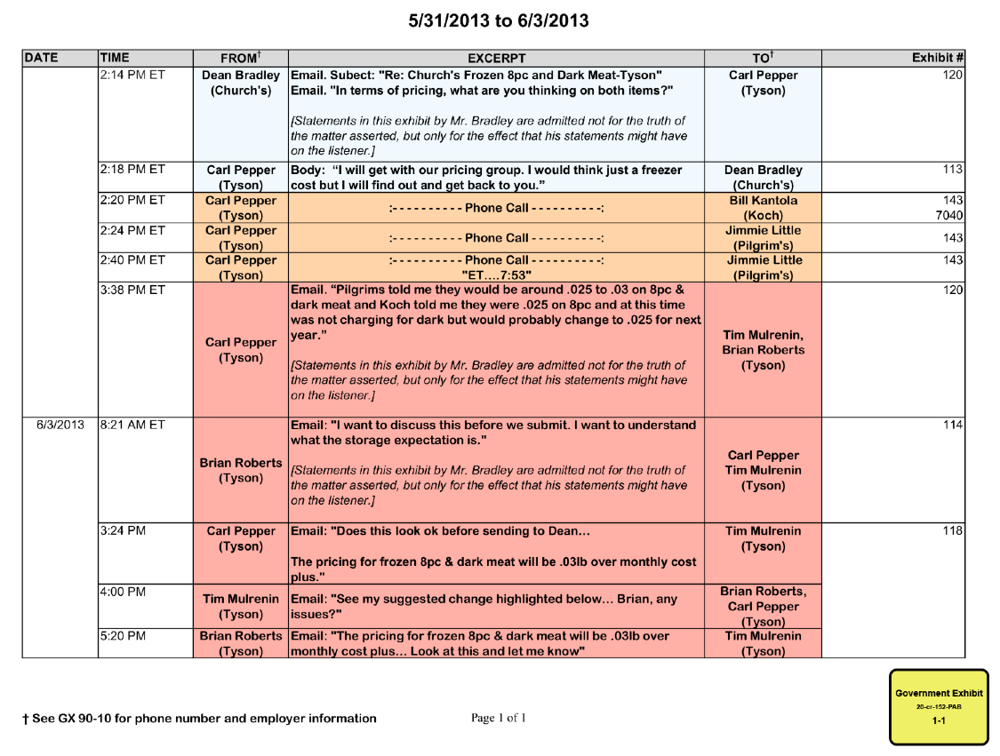 5/31/2013 to 6/3/2013
DATE TIME FROM† EXCERPT TO† Exhibit #
2:14 PM ET Dean Bradley Email. Subect: "Re: Church's Frozen 8pc and Dark Meat-Tyson" Carl Pepper 120
(Church's) Email. "In terms of pricing, what are you thinking on both items?" (Tyson)
[Statements in this exhibit by Mr. Bradley are admitted not for the truth of
the matter asserted, but only for the effect that his statements might have
on the listener.]
2:18 PM ET Carl Pepper Body: “I will get with our pricing group. I would think just a freezer Dean Bradley 113
(Tyson) cost but I will find out and get back to you.” (Church's)
2:20 PM ET Carl Pepper :- - - - - - - - - - Phone Call - - - - - - - - - -: Bill Kantola 143
(Tyson) (Koch) 7040
2:24 PM ET Carl Pepper :- - - - - - - - - - Phone Call - - - - - - - - - -: Jimmie Little 143
(Tyson) (Pilgrim's)
2:40 PM ET Carl Pepper :- - - - - - - - - - Phone Call - - - - - - - - - -: Jimmie Little 143
(Tyson) "ET....7:53" (Pilgrim's)
3:38 PM ET Email. “Pilgrims told me they would be around .025 to .03 on 8pc & 120
dark meat and Koch told me they were .025 on 8pc and at this time
was not charging for dark but would probably change to .025 for next
year.”
Carl Pepper Tim Mulrenin,
(Tyson) Brian Roberts
(Tyson)
[Statements in this exhibit by Mr. Bradley are admitted not for the truth of
the matter asserted, but only for the effect that his statements might have
on the listener.]
6/3/2013 8:21 AM ET Email: "I want to discuss this before we submit. I want to understand 114
what the storage expectation is."
Brian Roberts Carl Pepper
(Tyson) Tim Mulrenin
(Tyson)
[Statements in this exhibit by Mr. Bradley are admitted not for the truth of
the matter asserted, but only for the effect that his statements might have
on the listener.]
3:24 PM Carl Pepper Email: "Does this look ok before sending to Dean… Tim Mulrenin 118
(Tyson) (Tyson)
The pricing for frozen 8pc & dark meat will be .03lb over monthly cost
plus."
4:00 PM Tim Mulrenin Email: "See my suggested change highlighted below… Brian, any Brian Roberts,
(Tyson) issues?" Carl Pepper
(Tyson)
5:20 PM Brian Roberts Email: "The pricing for frozen 8pc & dark meat will be .03lb over Tim Mulrenin
(Tyson) monthly cost plus… Look at this and let me know" (Tyson)
† See GX 90-10 for phone number and employer information
Page 1 of 1
Government Exhibit
20-cr-152-PAB
1-1